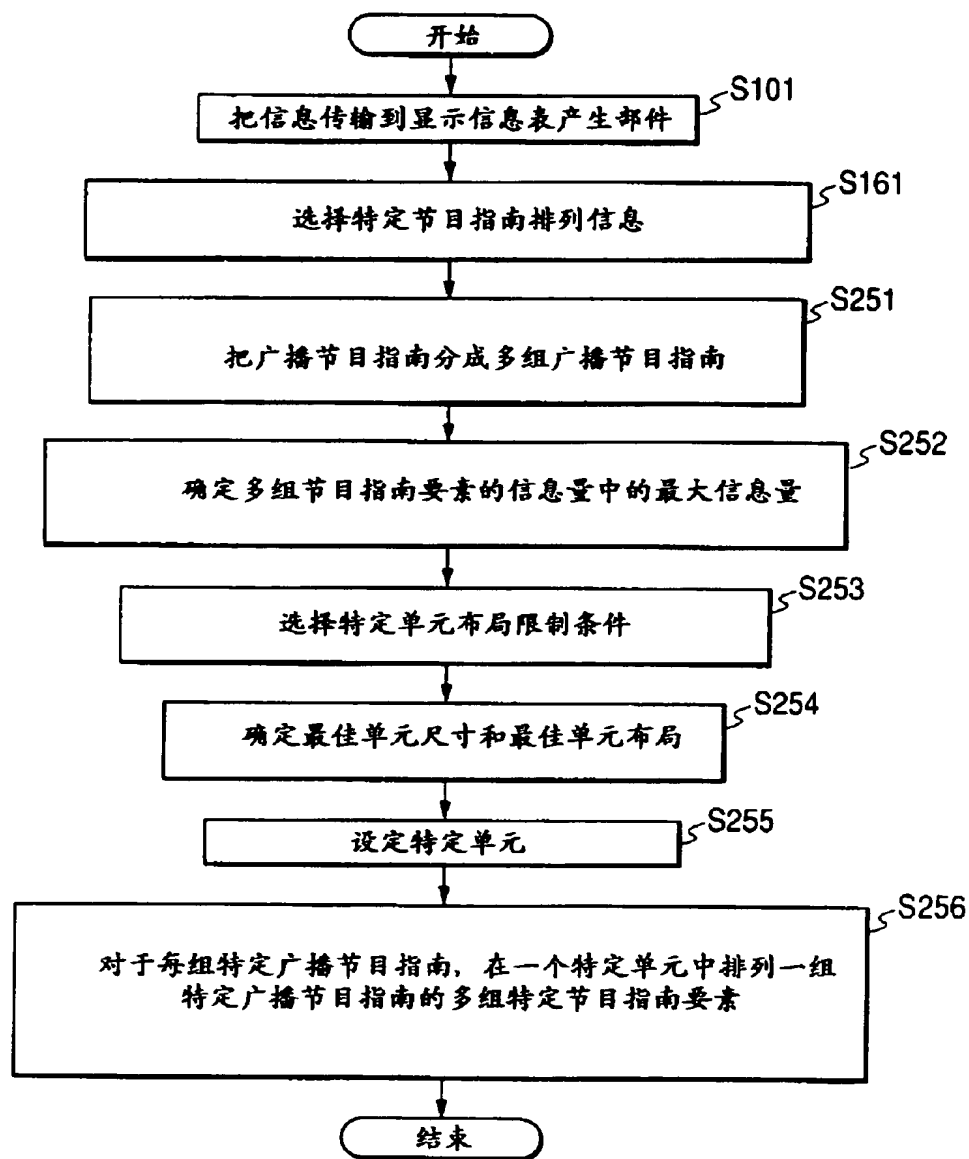 开始
S101
把信息传输到显示信息表产生部件
S161
选择特定节目指南排列信息
S251
把广播节目指南分成多组广播节目指南
S252
确定多组节目指南要素的信息量中的最大信息量
S253
选择特定单元布局限制条件
S254
确定最佳单元尺寸和最佳单元布局
S255
设定特定单元
S256
对于每组特定广播节目指南，在一个特定单元中排列一组
特定广播节目指南的多组特定节目指南要素
结束